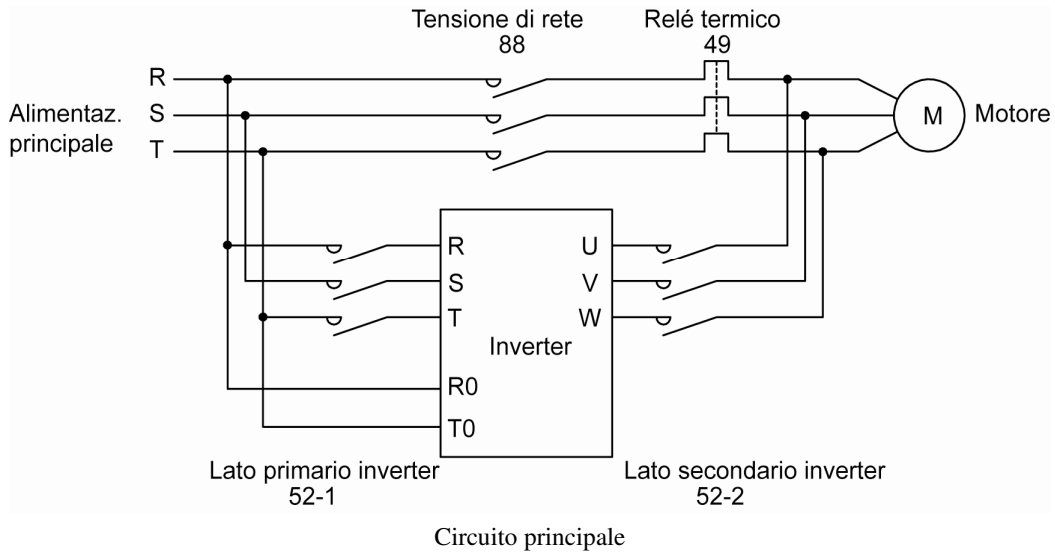 Tensione di rete
88
Relé termico
49
R
Alimentaz.
principale
S
T
M
Motore
R
U
S
V
T
W
Inverter
R0
T0
Lato primario inverter
52-1
Lato secondario inverter
52-2
Circuito principale